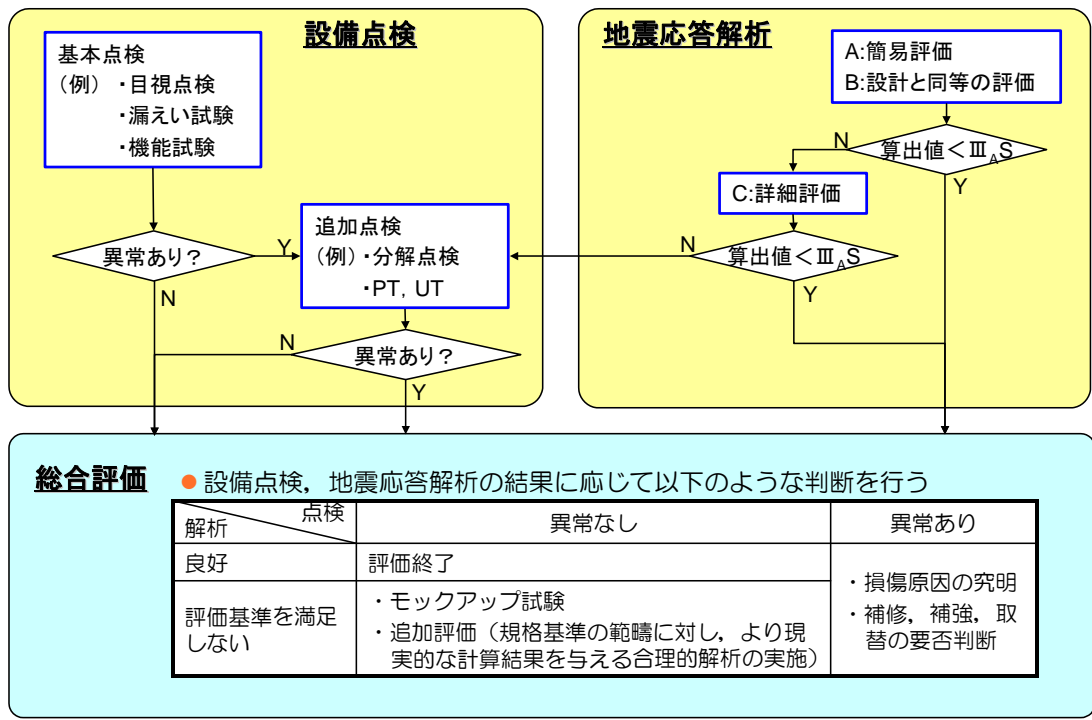 設備点検
基本点検
（例）・目視点検
・漏えい試験
・機能試験
異常あり？
Y
N
追加点検
（例）・分解点検
・PT，UT
異常あり？
N
Y
地震応答解析
A:簡易評価
B:設計と同等の評価
算出値＜ⅢAS
N
Y
C:詳細評価
算出値＜ⅢAS
N
Y
総合評価
●設備点検，地震応答解析の結果に応じて以下のような判断を行う
点検
解析
異常なし
異常あり
良好
評価終了
評価基準を満足
しない
・モックアップ試験
・追加評価（規格基準の範疇に対し，より現
実的な計算結果を与える合理的解析の実施）
・損傷原因の究明
・補修，補強，取
替の要否判断